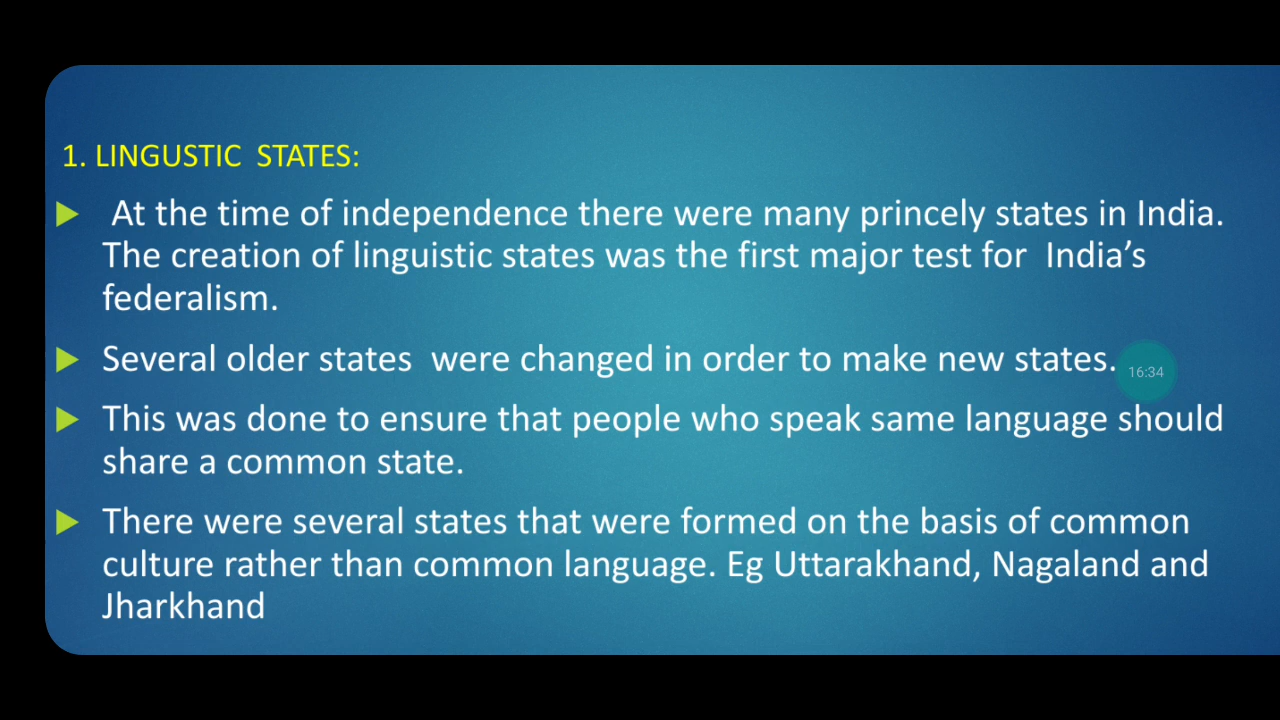 1. LINGUSTIC STATES:
At the time of independence there were many princely states in India.
The creation of linguistic states was the first major test for India’s
federalism.
Several older states were changed in order to make new states.
16:34
This was done to ensure that people who speak same language should
share a common state.
There were several states that were formed on the basis of common
culture rather than common language. Eg Uttarakhand, Nagaland and
Jharkhand